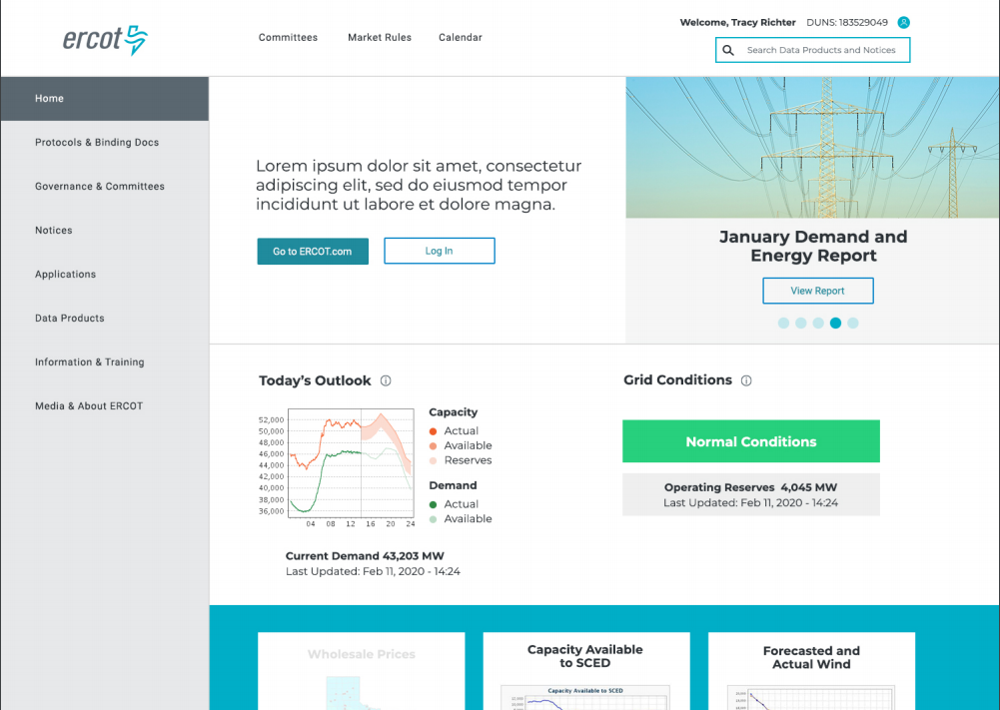 ercot
Committees
Market Rules
Calendar
Welcome, Tracy Richter DUNS: 183529049
Search Data Products and Notices
Home
Protocols & Binding Docs
Governance & Committees
Notices
Applications
Data Products
Information & Training
Media & About ERCOT
Lorem ipsum dolor sit amet, consectetur
adipiscing elit, sed do eiusmod tempor
incididunt ut labore et dolore magna.
Go to ERCOT.com
Log In
January Demand and
Energy Report
View Report
Today’s Outlook
52,000
50,000
48,000
46,000
44,000
42,000
40,000
38,000
36,000
04 08 12 16 20 24
Capacity
Actual
Available
Reserves
Demand
Actual
Available
Current Demand 43,203 MW
Last Updated: Feb 11, 2020 - 14:24
Grid Conditions
Normal Conditions
Operating Reserves 4,045 MW
Last Updated: Feb 11, 2020 - 14:24
Wholesale Prices
Capacity Available
to SCED
Capacity Available to SCED
Forecasted and
Actual Wind